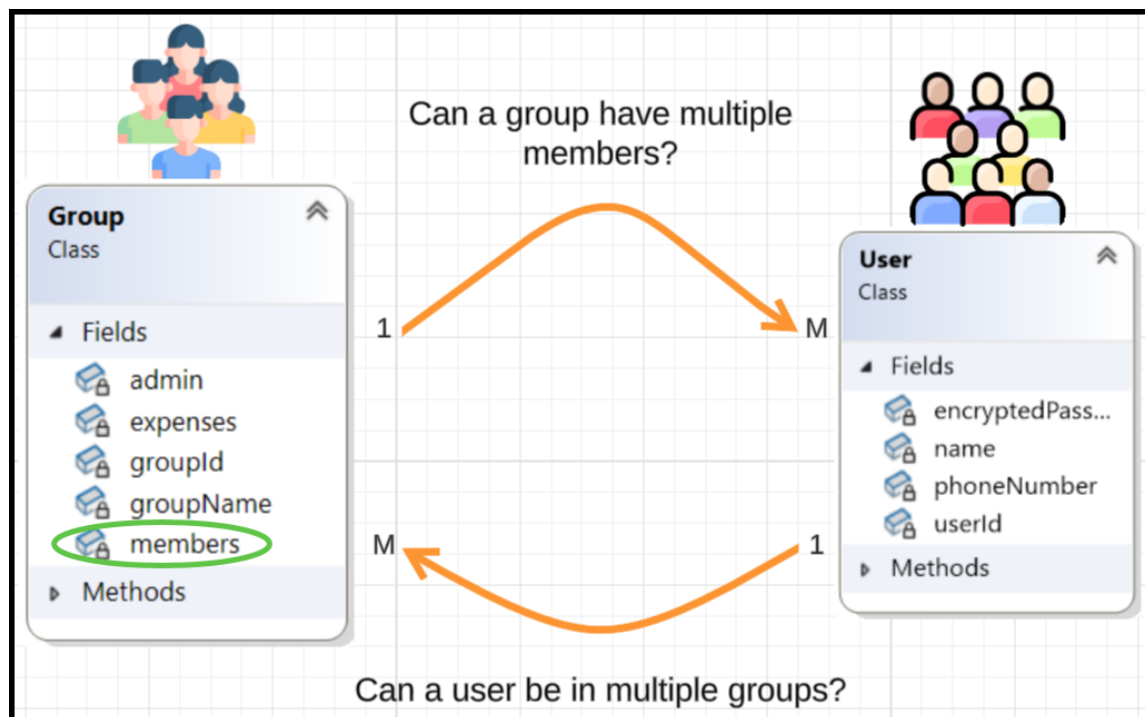 Can a group have multiple
members?
Group
Class
Fields
admin
expenses
groupId
groupName
members
Methods
1
M
M
1
User
Class
Fields
encryptedPass...
name
phoneNumber
userId
Methods
Can a user be in multiple groups?